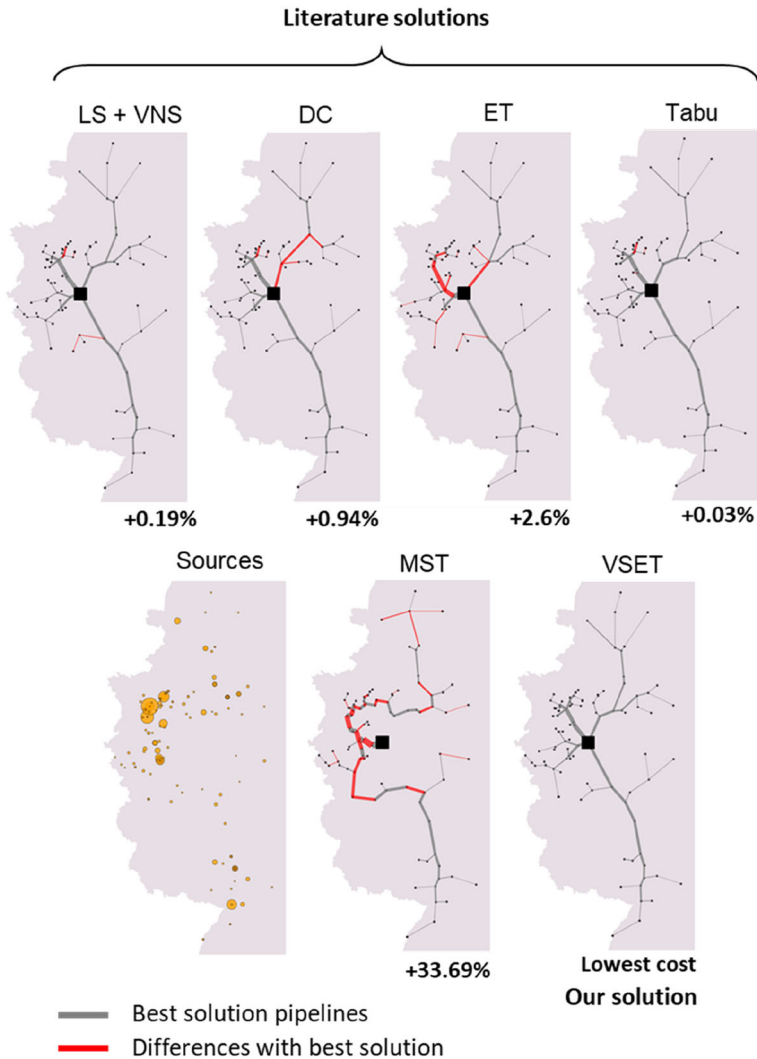 Literature solutions
LS + VNS DC ET Tabu
+0.19% +0.94% +2.6% +0.03%
Sources MST VSET
+33.69% Lowest cost
Our solution
Best solution pipelines
Differences with best solution